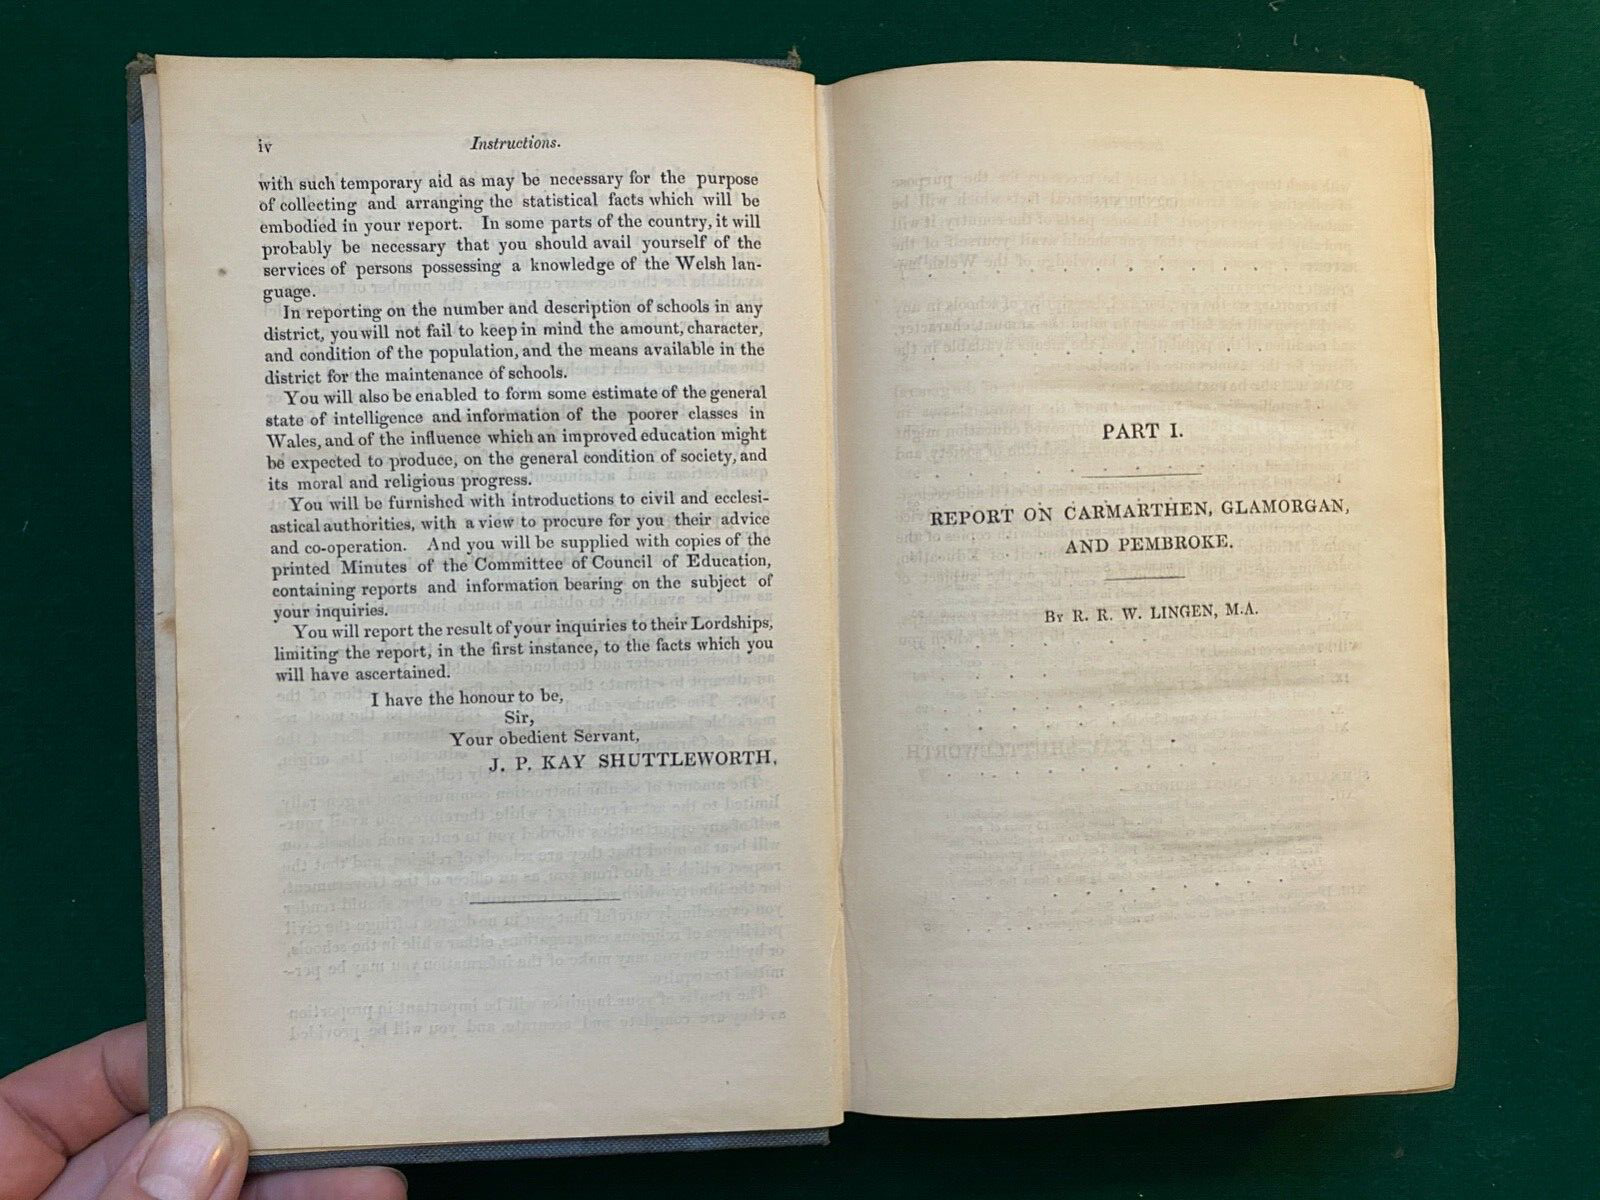 iv
Instructions.
with such temporary aid as may be necessary for the purpose
of collecting and arranging the statistical facts which will be
embodied in your report. In some parts of the country, it will
probably be necessary that you should avail yourself of the
services of persons possessing a knowledge of the Welsh lan-
guage.
In reporting on the number and description of schools in any
district, you will not fail to keep in mind the amount, character,
and condition of the population, and the means available in the
district for the maintenance of schools.
You will also be enabled to form some estimate of the general
state of intelligence and information of the poorer classes in
Wales, and of the influence which an improved education might
be expected to produce, on the general condition of society, and
its moral and religious progress.
You will be furnished with introductions to civil and ecclesi-
astical authorities, with a view to procure for you their advice
and co-operation. And you will be supplied with copies of the
printed Minutes of the Committee of Council of Education,
containing reports and information bearing on the subject of
your inquiries.
You will report the result of your inquiries to their Lordships,
limiting the report, in the first instance, to the facts which you
will have ascertained.
I have the honour to be,
Sir,
Your obedient Servant,
J. P. KAY SHUTTLEWORTH,
PART I.
REPORT ON CARMARTHEN, GLAMORGAN,
AND PEMBROKE.
By R. R. W. LINGEN, M.A.